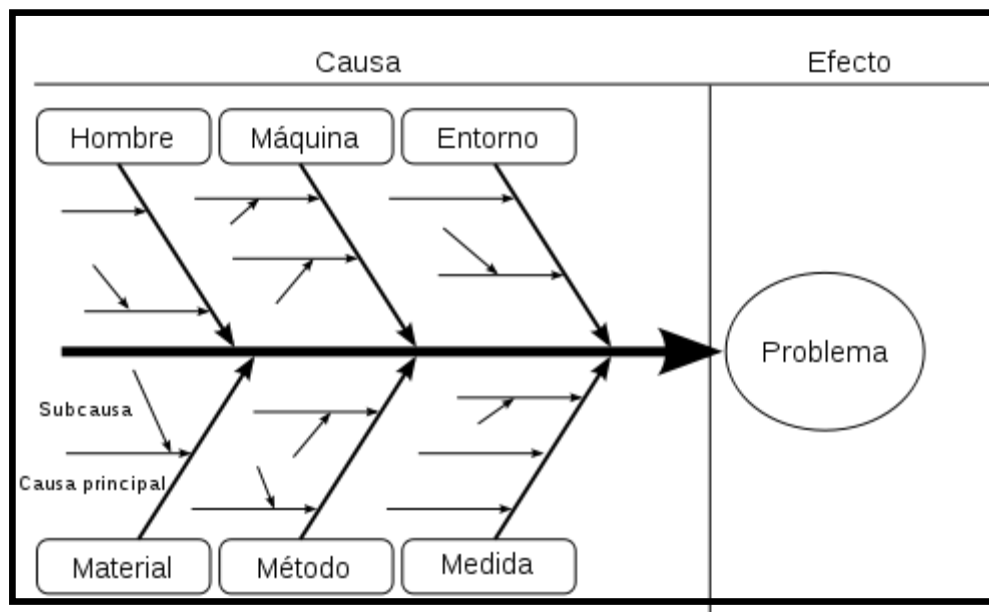 Causa
Efecto
Hombre
Máquina
Entorno
Problema
Subcausa
Causa principal
Material
Método
Medida